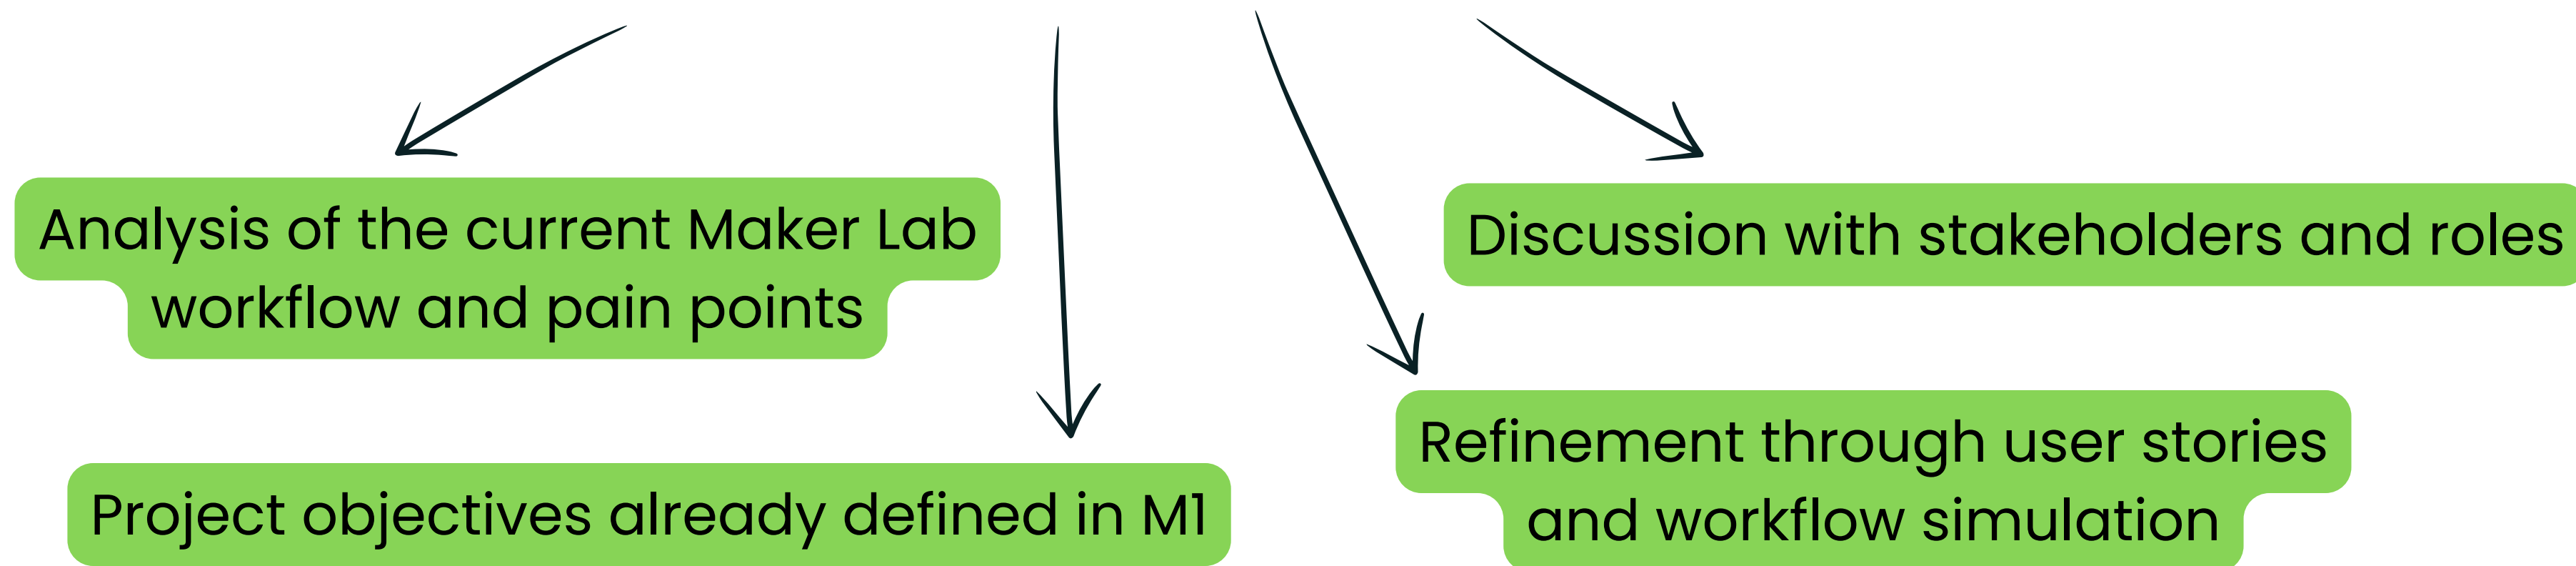 Analysis of the current Maker Lab
workflow and pain points
Discussion with stakeholders and roles
Project objectives already defined in M1
Refinement through user stories
and workflow simulation